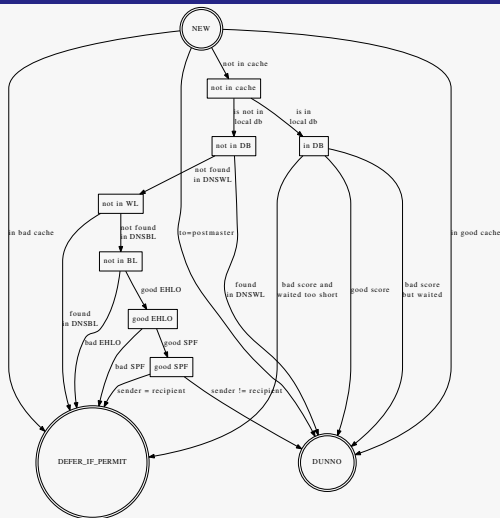 NEW
not in cache
not in cache
is not in
local db
is in
local db
not in DB
in DB
not found
in DNSWL
not in WL
in bad cache
not found
in DNSBL
to=postmaster
in good cache
not in BL
good EHLO
found
in DNSWL
bad score and
waited too short
good score
bad score
but waited
found
in DNSBL
good EHLO
bad EHLO
good SPF
bad SPF
good SPF
sender = recipient
sender != recipient
DEFER_IF_PERMIT
DUNNO